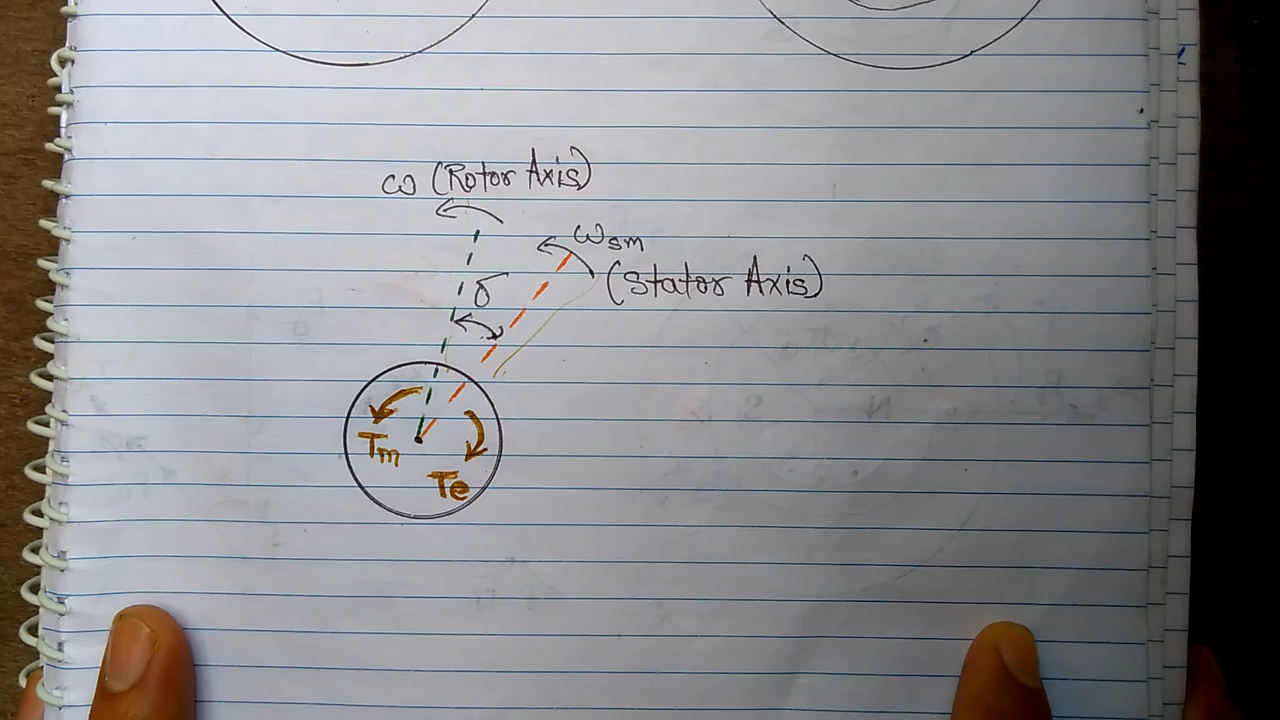 ω (Rotor Axis)
ωsm
(Stator Axis)
δ
Tm
Te